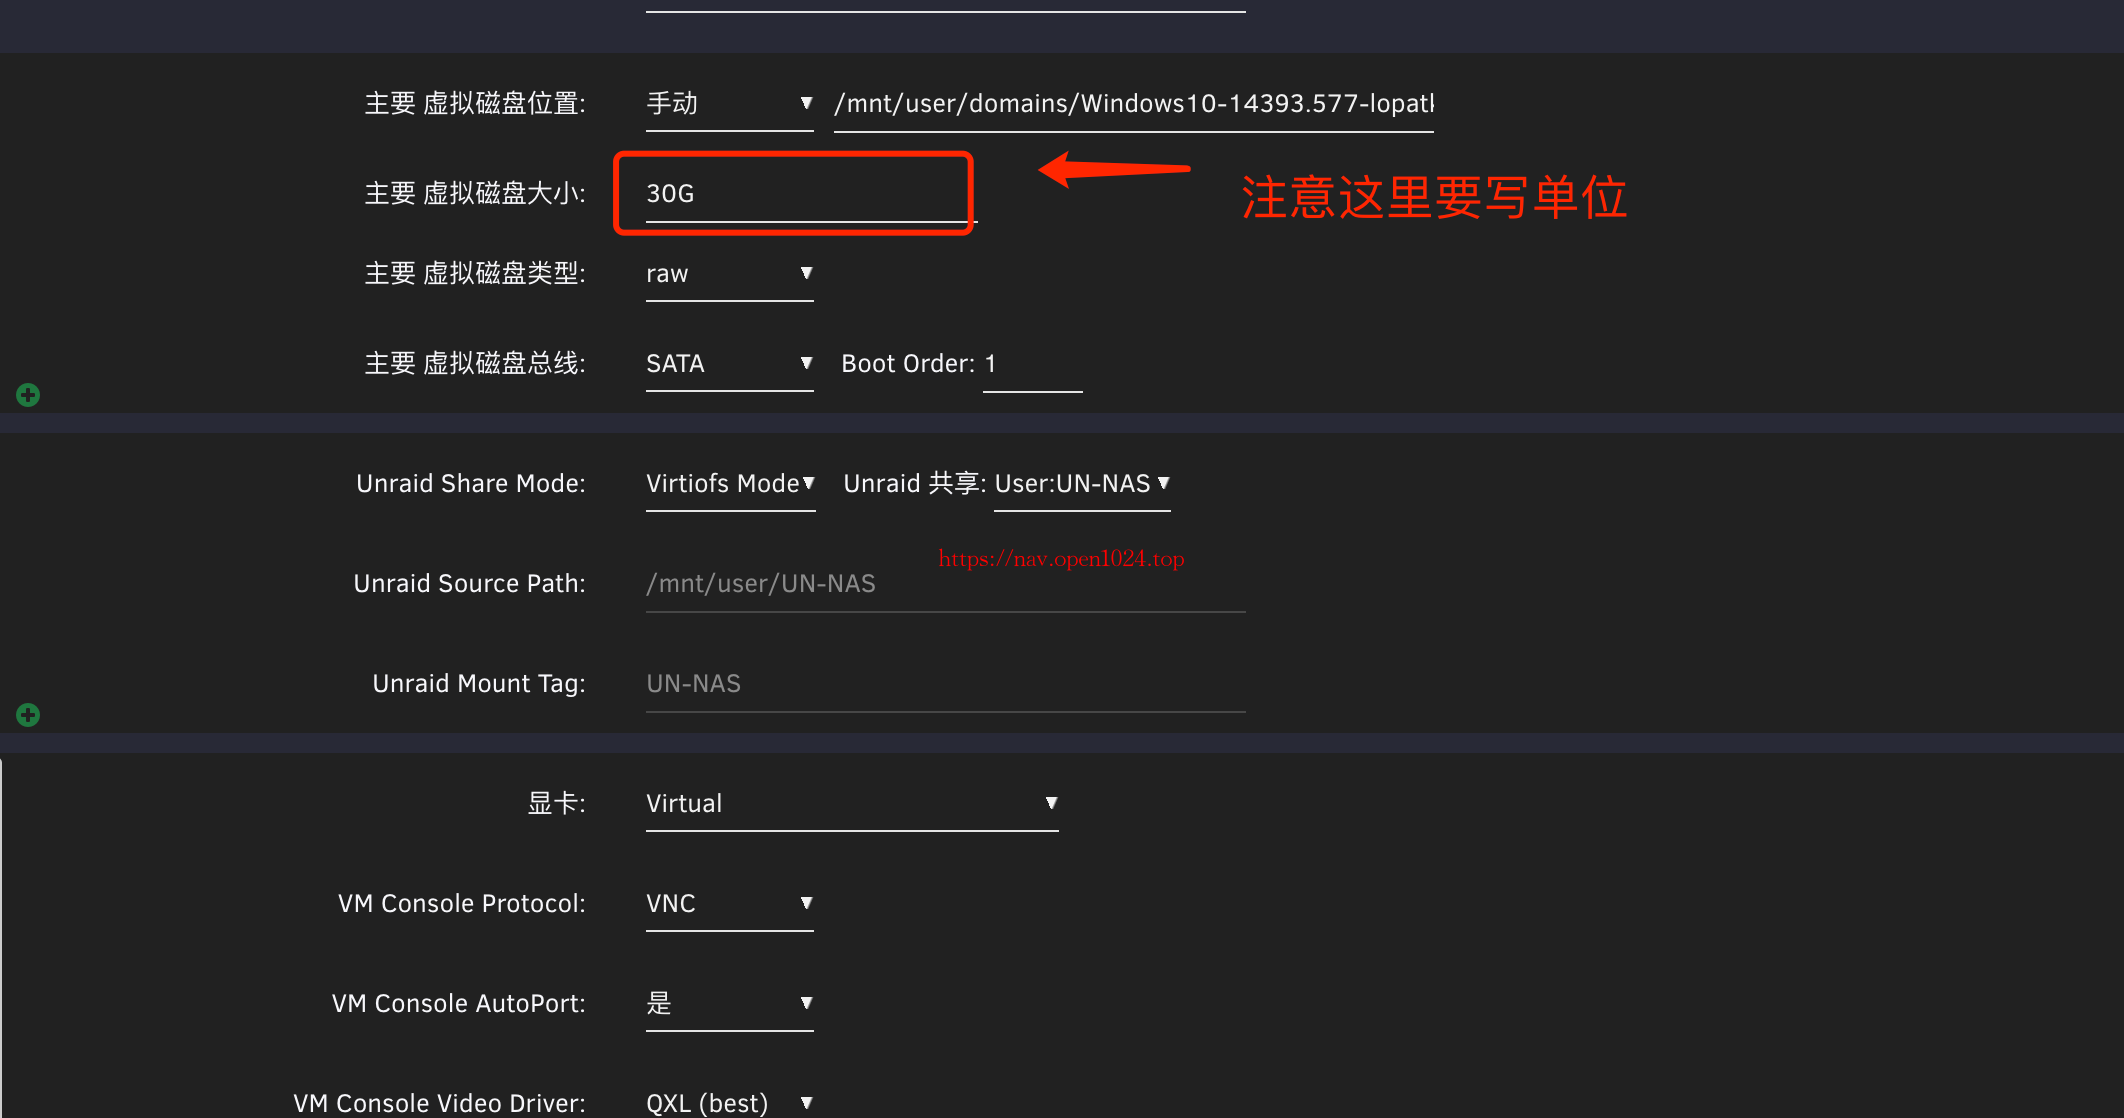 主要 虚拟磁盘位置: 手动 ▼ /mnt/user/domains/Windows10-14393.577-lopatk
主要 虚拟磁盘大小: 30G 注意这里要写单位
主要 虚拟磁盘类型: raw ▼
主要 虚拟磁盘总线: SATA ▼ Boot Order: 1
Unraid Share Mode: Virtiofs Mode ▼ Unraid 共享: User:UN-NAS ▼
https://nav.open1024.top
Unraid Source Path: /mnt/user/UN-NAS
Unraid Mount Tag: UN-NAS
显卡: Virtual ▼
VM Console Protocol: VNC ▼
VM Console AutoPort: 是 ▼
VM Console Video Driver: QXL (best) ▼